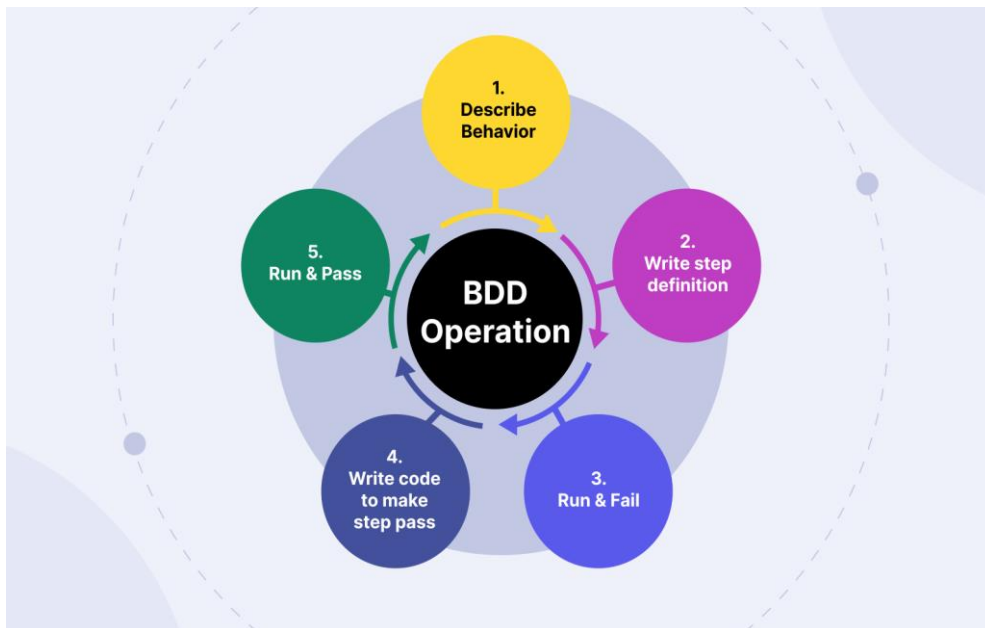 1.
Describe
Behavior
2.
Write step
definition
3.
Run & Fail
4.
Write code
to make
step pass
5.
Run & Pass
BDD
Operation